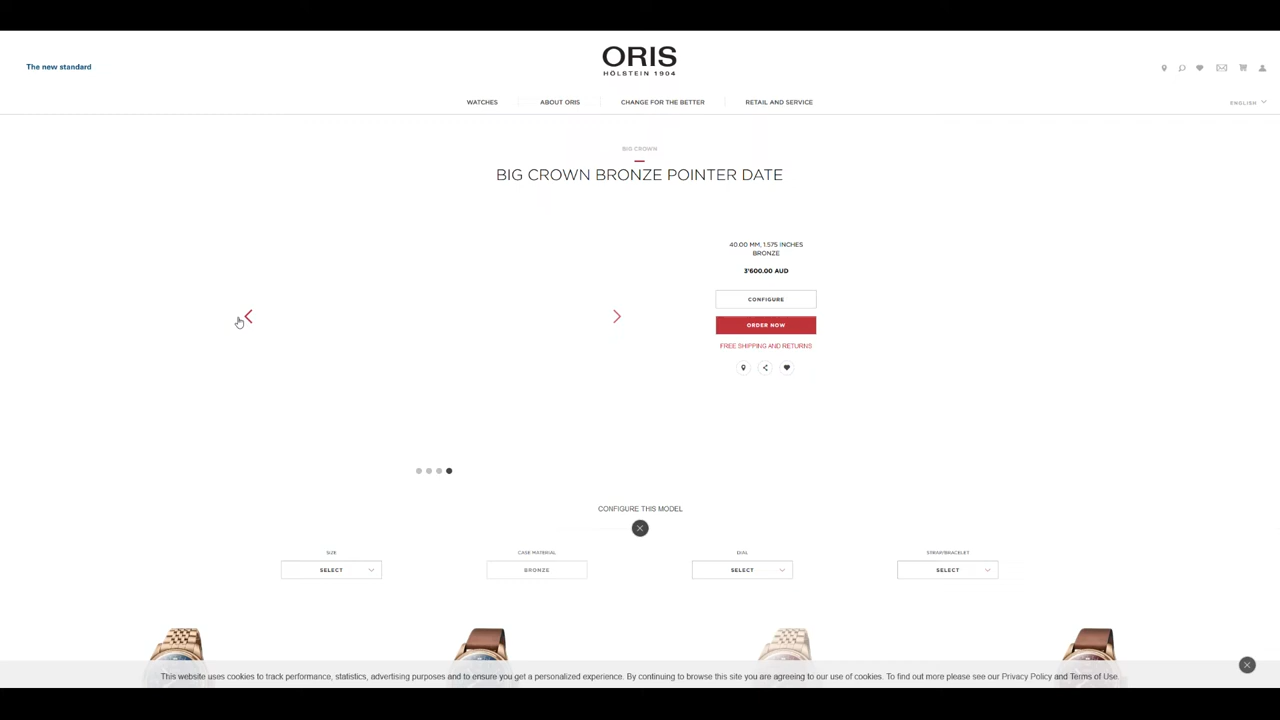 The new standard
ORIS
HÖLSTEIN 1904
WATCHES
ABOUT ORIS
CHANGE FOR THE BETTER
RETAIL AND SERVICE
ENGLISH
BIG CROWN
BIG CROWN BRONZE POINTER DATE
40.00 MM, 1.575 INCHES
BRONZE
3'600.00 AUD
CONFIGURE
ORDER NOW
FREE SHIPPING AND RETURNS
CONFIGURE THIS MODEL
SIZE
CASE MATERIAL
DIAL
STRAP/BRACELET
SELECT
BRONZE
SELECT
SELECT
This website uses cookies to track performance, statistics, advertising purposes and to ensure you get a personalized experience. By continuing to browse this site you are agreeing to our use of cookies. To find out more please see our Privacy Policy and Terms of Use.